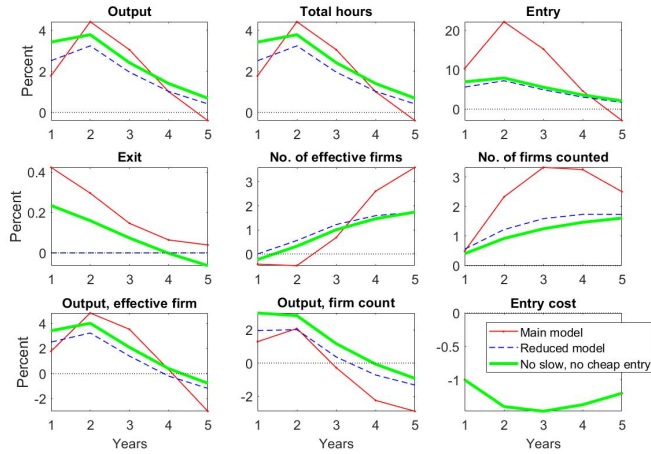 Output
Total hours
Entry
Percent
4
2
0
1 2 3 4 5
4
2
0
1 2 3 4 5
20
10
0
1 2 3 4 5
Exit
No. of effective firms
No. of firms counted
Percent
0.4
0.2
0
1 2 3 4 5
3
2
1
0
1 2 3 4 5
3
2
1
0
1 2 3 4 5
Output, effective firm
Output, firm count
Entry cost
Percent
4
2
0
-2
1 2 3 4 5
Years
2
0
-2
1 2 3 4 5
Years
0
-0.5
-1
Main model
Reduced model
No slow, no cheap entry
1 2 3 4 5
Years